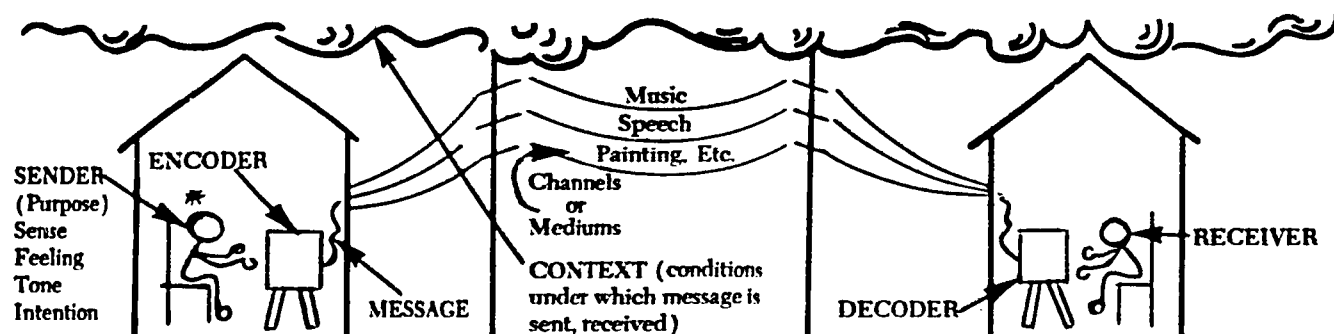 Music
Speech
Painting. Etc.
Channels
or
Mediums
ENCODER
SENDER
(Purpose)
Sense
Feeling
Tone
Intention
MESSAGE
CONTEXT (conditions
under which message is
sent, received)
DECODER
RECEIVER